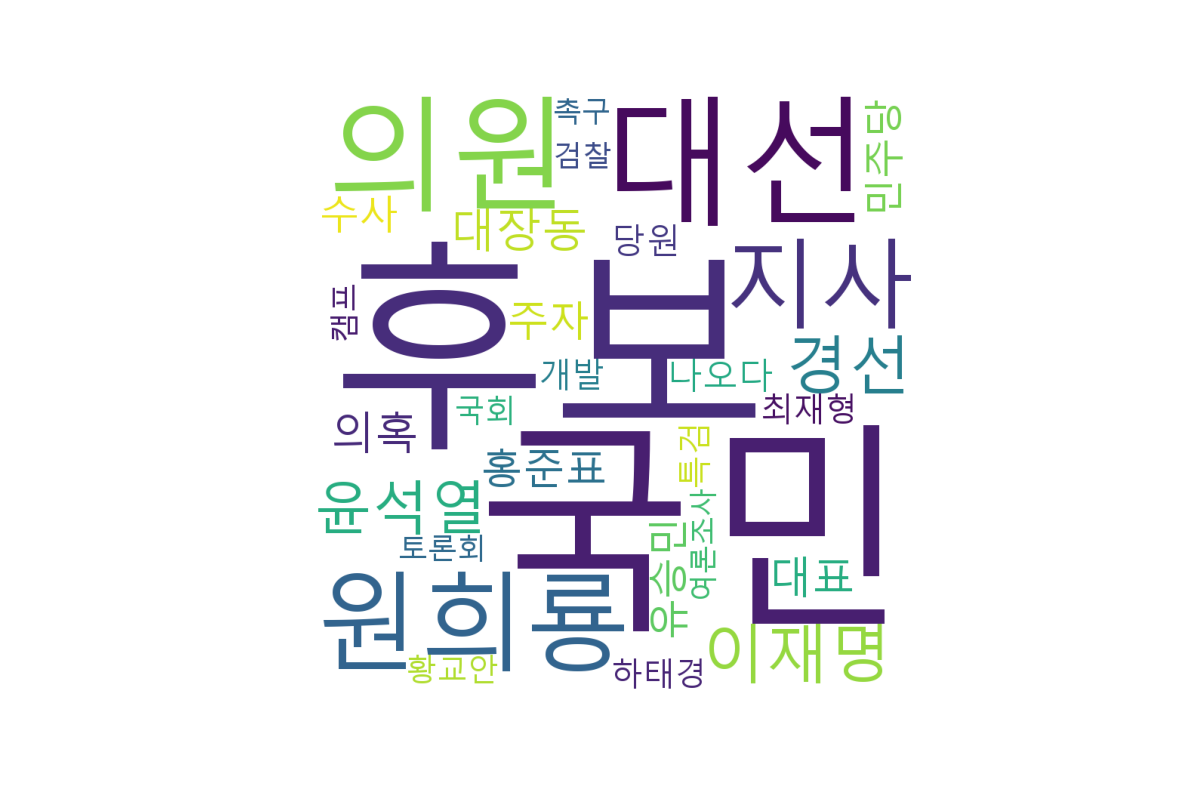 의원
촉구
대선
민주당
검찰
수사
대장동
당원
지사
후보
캠프
주자
경선
개발
나오다
국회
최재형
의혹
국민
특검
홍준표
윤석열
여론조사
토론회
유승민
대표
원희룡
이재명
황교안
하태경